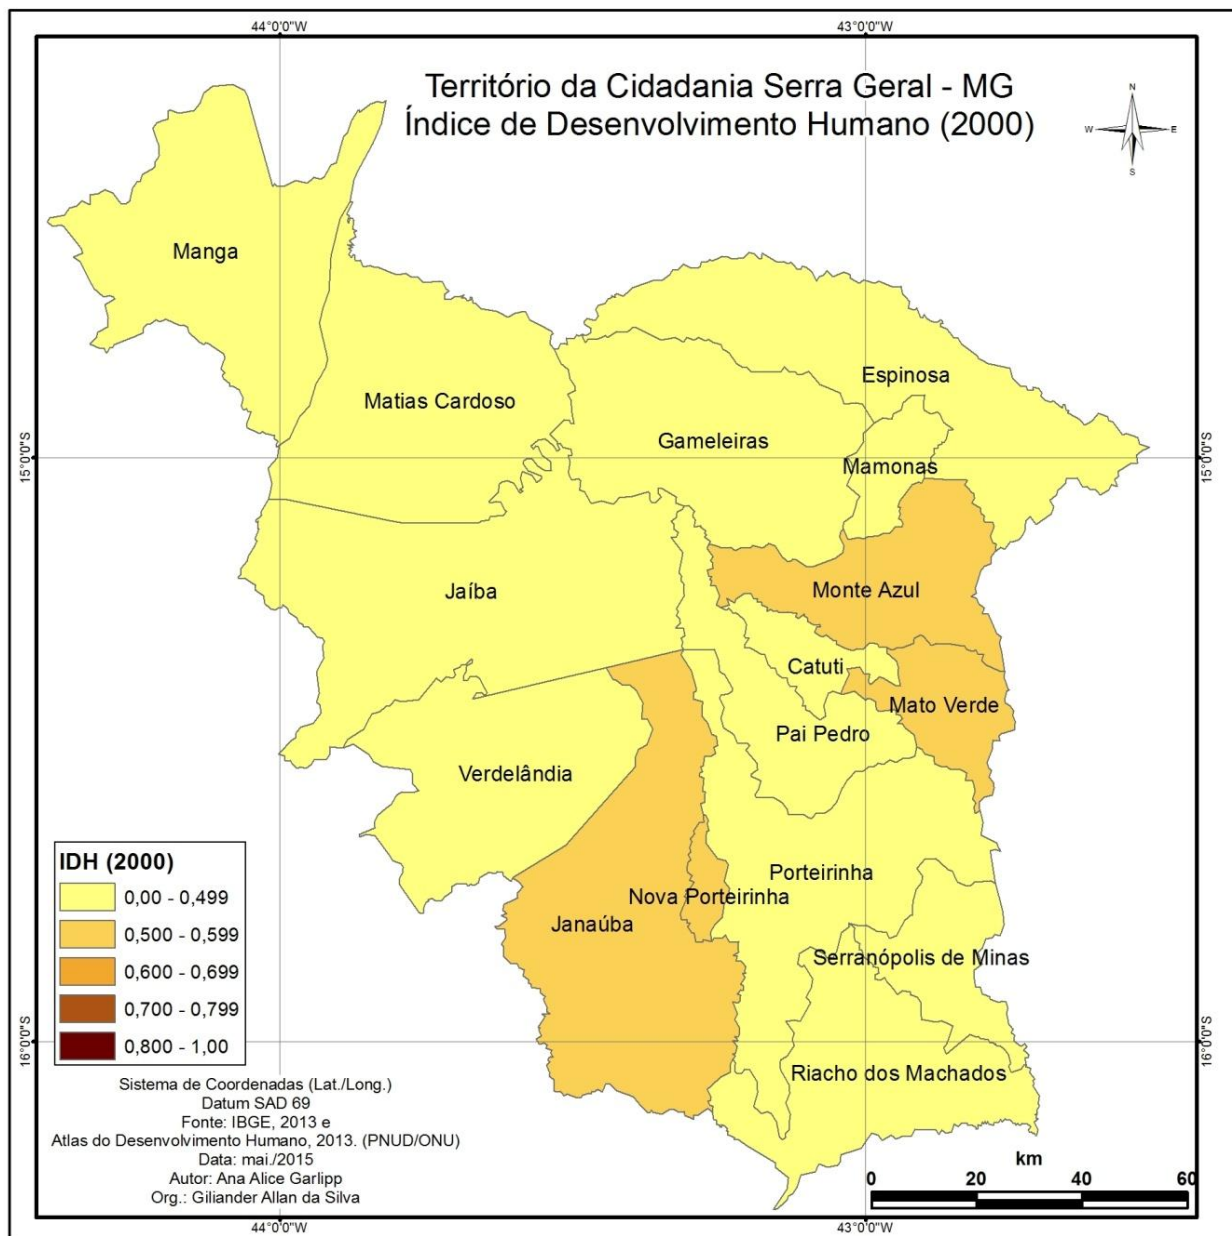 44°0'0"W
43°0'0"W
Território da Cidadania Serra Geral - MG
Índice de Desenvolvimento Humano (2000)
N
W
E
S
Manga
Espinosa
Matias Cardoso
Gameleiras
15°0'0"S
15°0'0"S
Mamonas
Monte Azul
Jaíba
Catuti
Mato Verde
Pai Pedro
Verdelândia
Porteirinha
Nova Porteirinha
Janaúba
Serranópolis de Minas
Riacho dos Machados
16°0'0"S
16°0'0"S
IDH (2000)
0,00 - 0,499
0,500 - 0,599
0,600 - 0,699
0,700 - 0,799
0,800 - 1,00
Sistema de Coordenadas (Lat./Long.)
Datum SAD 69
Fonte: IBGE, 2013 e
Atlas do Desenvolvimento Humano, 2013. (PNUD/ONU)
Data: mai./2015
Autor: Ana Alice Garlipp
Org.: Giliander Allan da Silva
km
0 20 40 60
44°0'0"W
43°0'0"W